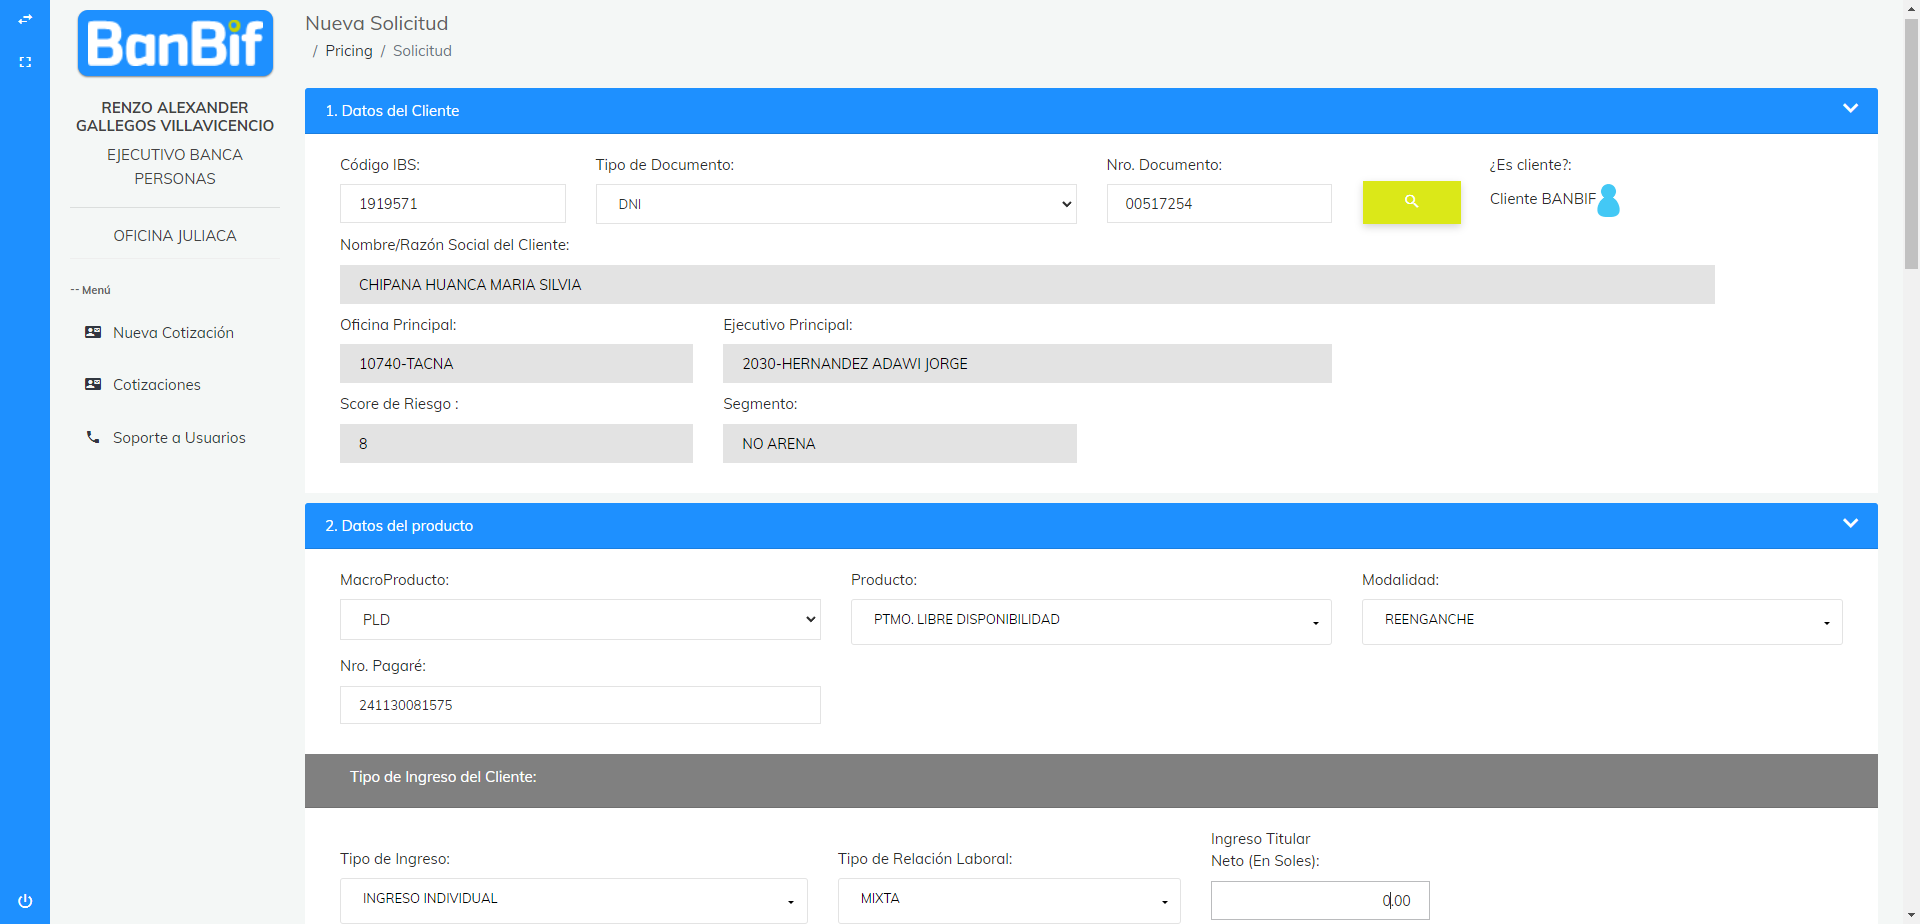 BanBif
RENZO ALEXANDER
GALLEGOS VILLAVICENCIO
EJECUTIVO BANCA
PERSONAS
OFICINA JULIACA
-- Menú
Nueva Cotización
Cotizaciones
Soporte a Usuarios
Nueva Solicitud
/ Pricing / Solicitud
1. Datos del Cliente
Código IBS: Tipo de Documento: Nro. Documento: ¿Es cliente?:
1919571 DNI 00517254 Cliente BANBIF
Nombre/Razón Social del Cliente:
CHIPANA HUANCA MARIA SILVIA
Oficina Principal: Ejecutivo Principal:
10740-TACNA 2030-HERNANDEZ ADAWI JORGE
Score de Riesgo : Segmento:
8 NO ARENA
2. Datos del producto
MacroProducto: Producto: Modalidad:
PLD PTMO. LIBRE DISPONIBILIDAD REENGANCHE
Nro. Pagaré:
241130081575
Tipo de Ingreso del Cliente:
Tipo de Ingreso: Tipo de Relación Laboral: Ingreso Titular
Neto (En Soles):
INGRESO INDIVIDUAL MIXTA 0.00